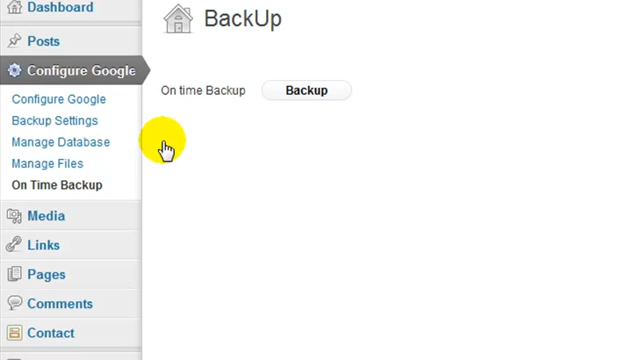 Dashboard
Posts
Configure Google
Configure Google
Backup Settings
Manage Database
Manage Files
On Time Backup
Media
Links
Pages
Comments
Contact
BackUp
On time Backup
Backup